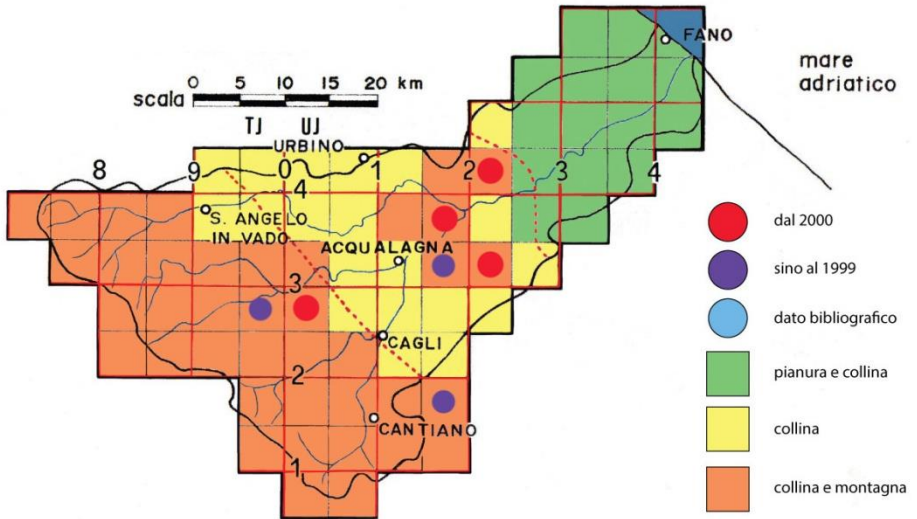 FANO
mare
adriatico
0 5 10 15 20 km
scala
TJ UJ
URBINO
8 9 0 1 2 3 4
4
S. ANGELO
IN VADO
ACQUALAGNA
3
CAGLI
2
CANTIANO
1
dal 2000
sino al 1999
dato bibliografico
pianura e collina
collina
collina e montagna